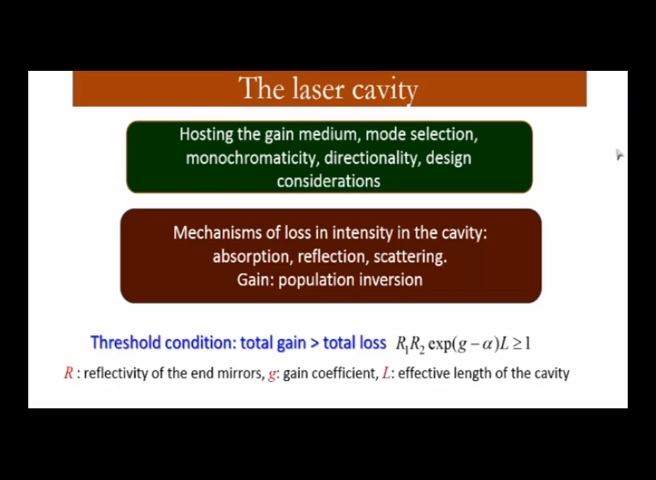 The laser cavity
Hosting the gain medium, mode selection,
monochromaticity, directionality, design
considerations
Mechanisms of loss in intensity in the cavity:
absorption, reflection, scattering.
Gain: population inversion
Threshold condition: total gain > total loss R₁R₂ exp(g − α)L ≥ 1
R : reflectivity of the end mirrors, g: gain coefficient, L: effective length of the cavity